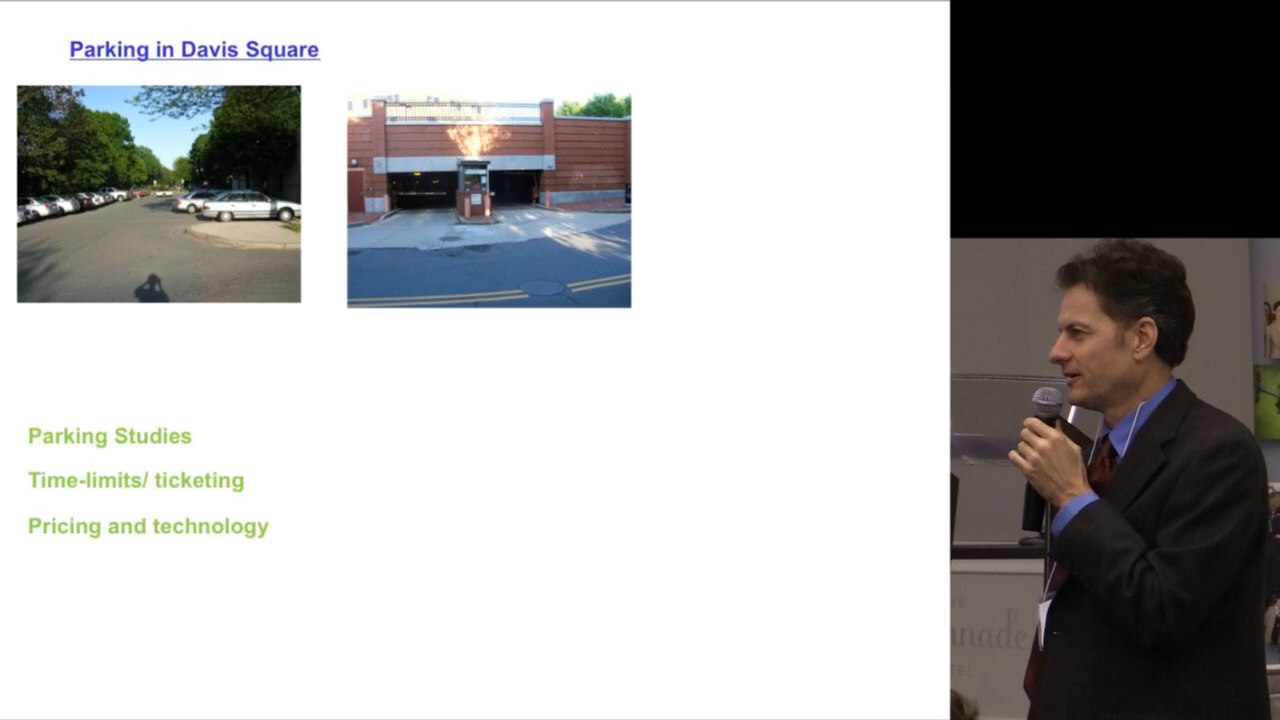 Parking in Davis Square
Parking Studies
Time-limits/ ticketing
Pricing and technology